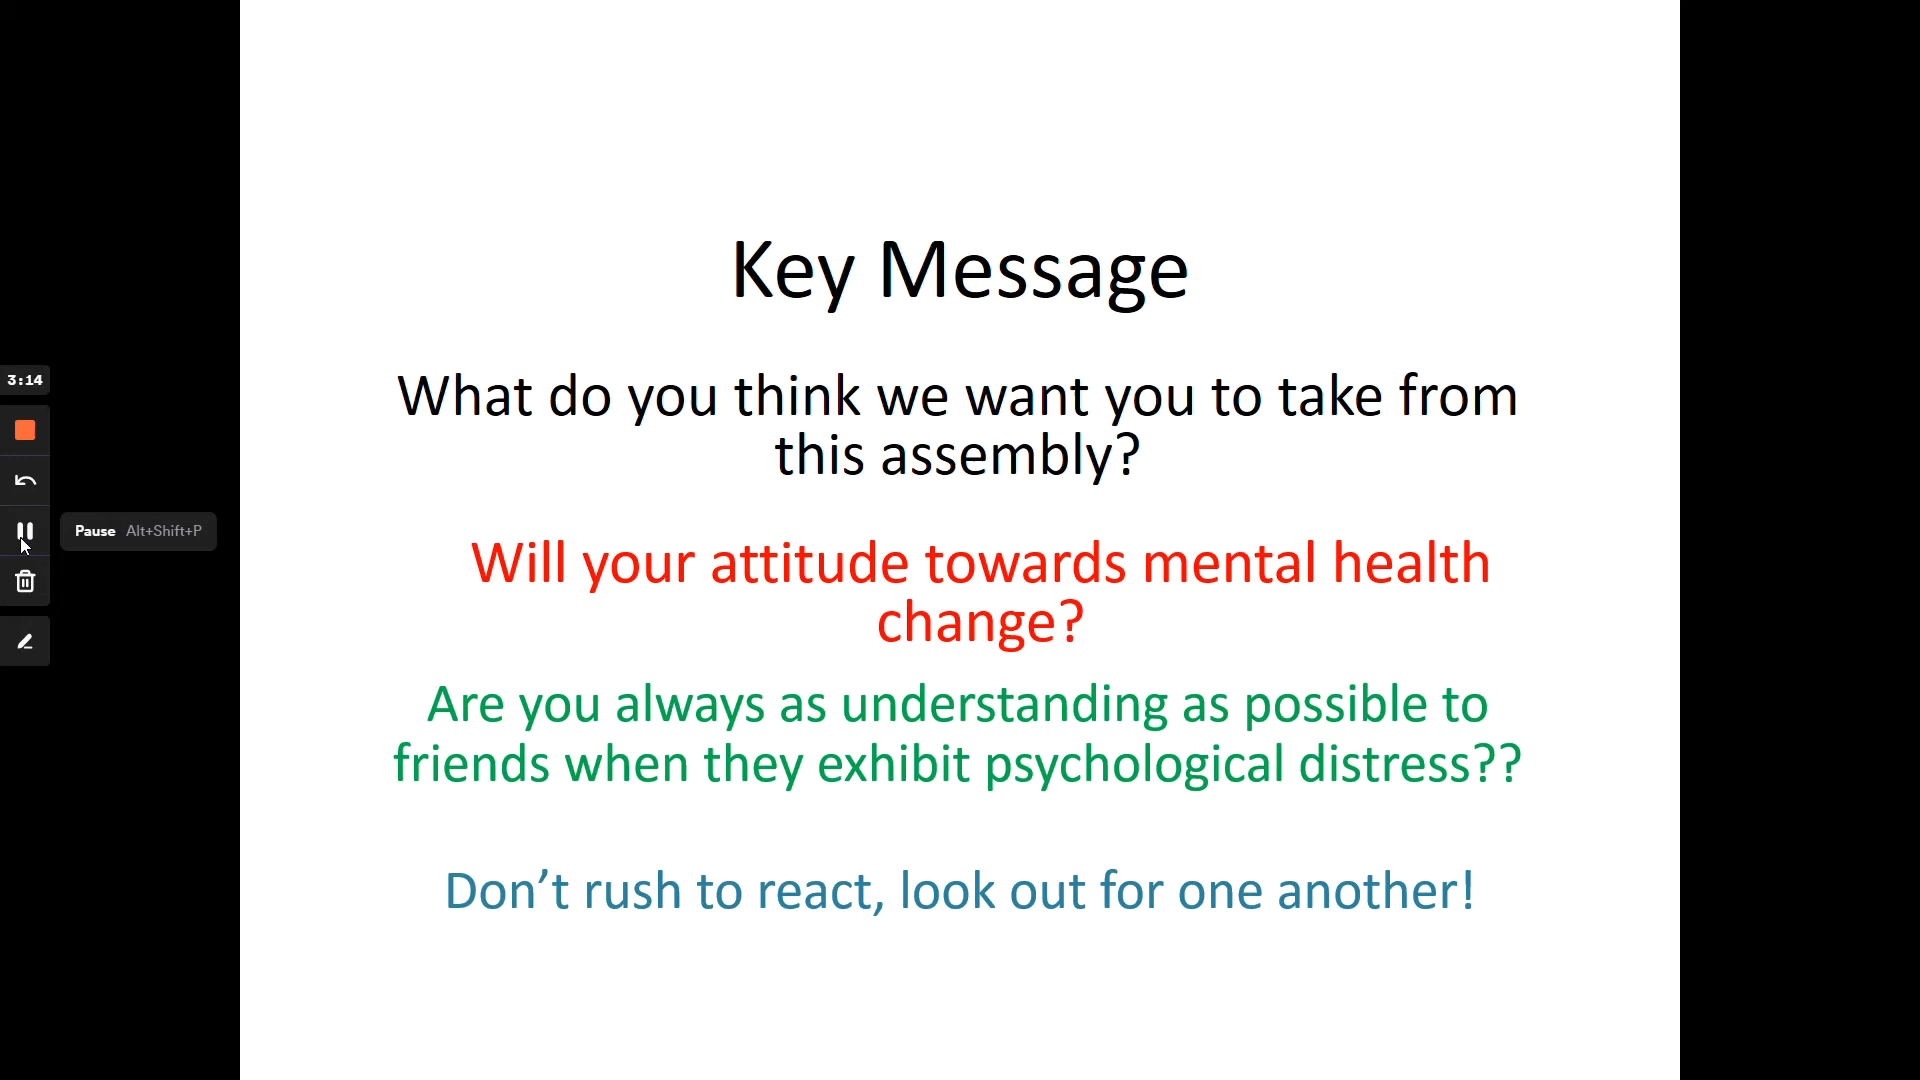 Key Message
What do you think we want you to take from
this assembly?
Will your attitude towards mental health
change?
Are you always as understanding as possible to
friends when they exhibit psychological distress??
Don’t rush to react, look out for one another!
3:14
Pause Alt+Shift+P